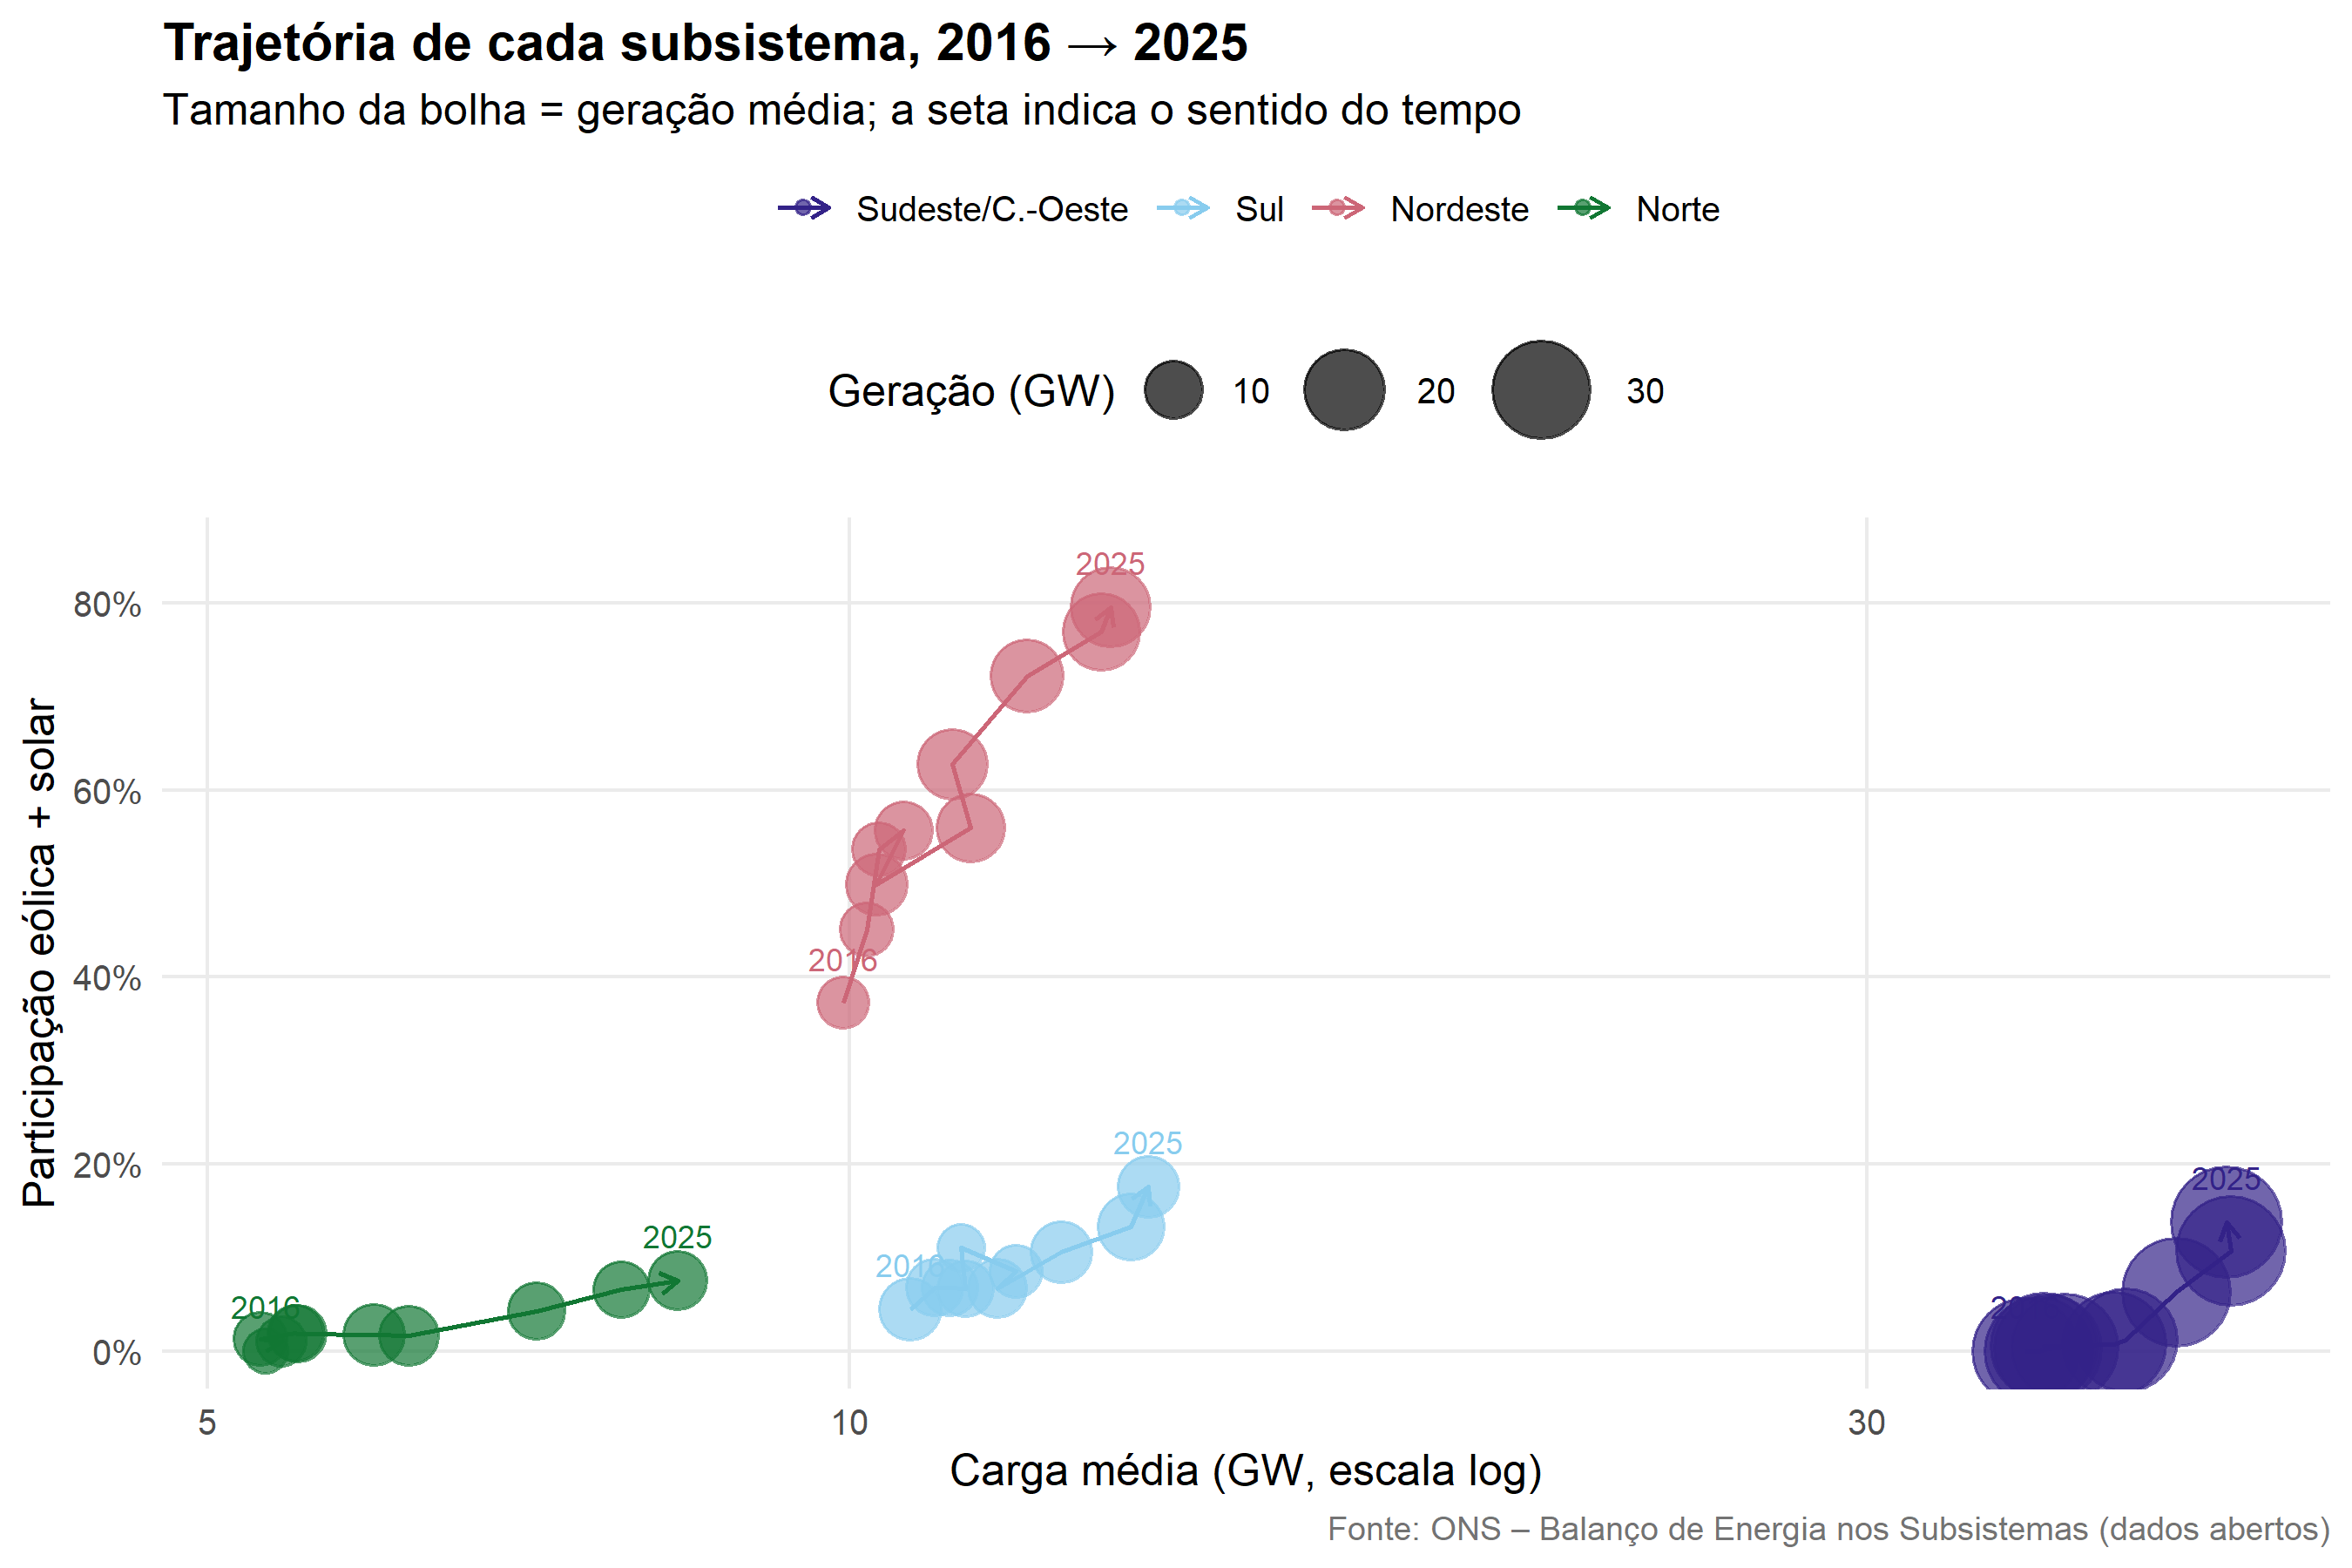 Trajetória de cada subsistema, 2016 → 2025
Tamanho da bolha = geração média; a seta indica o sentido do tempo
Sudeste/C.-Oeste Sul Nordeste Norte
Geração (GW) 10 20 30
Participação eólica + solar
80%
60%
40%
20%
0%
2025
2016
2025
2016
2025
2016
2025
5 10 30
Carga média (GW, escala log)
Fonte: ONS – Balanço de Energia nos Subsistemas (dados abertos)